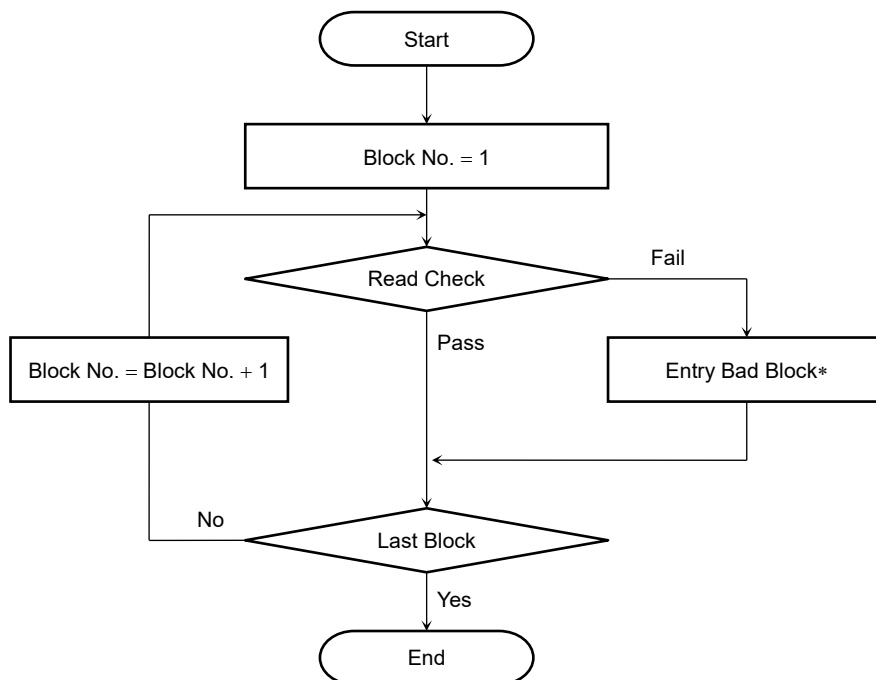 Start
Block No. = 1
Read Check
Fail
Pass
Block No. = Block No. + 1
Entry Bad Block*
No
Last Block
Yes
End